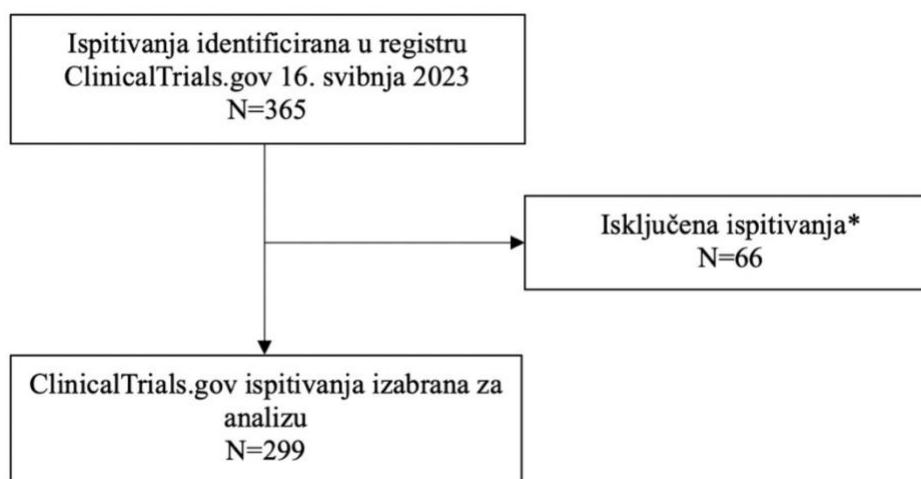 Ispitivanja identificirana u registru
ClinicalTrials.gov 16. svibnja 2023
N=365
Isključena ispitivanja*
N=66
ClinicalTrials.gov ispitivanja izabrana za
analizu
N=299